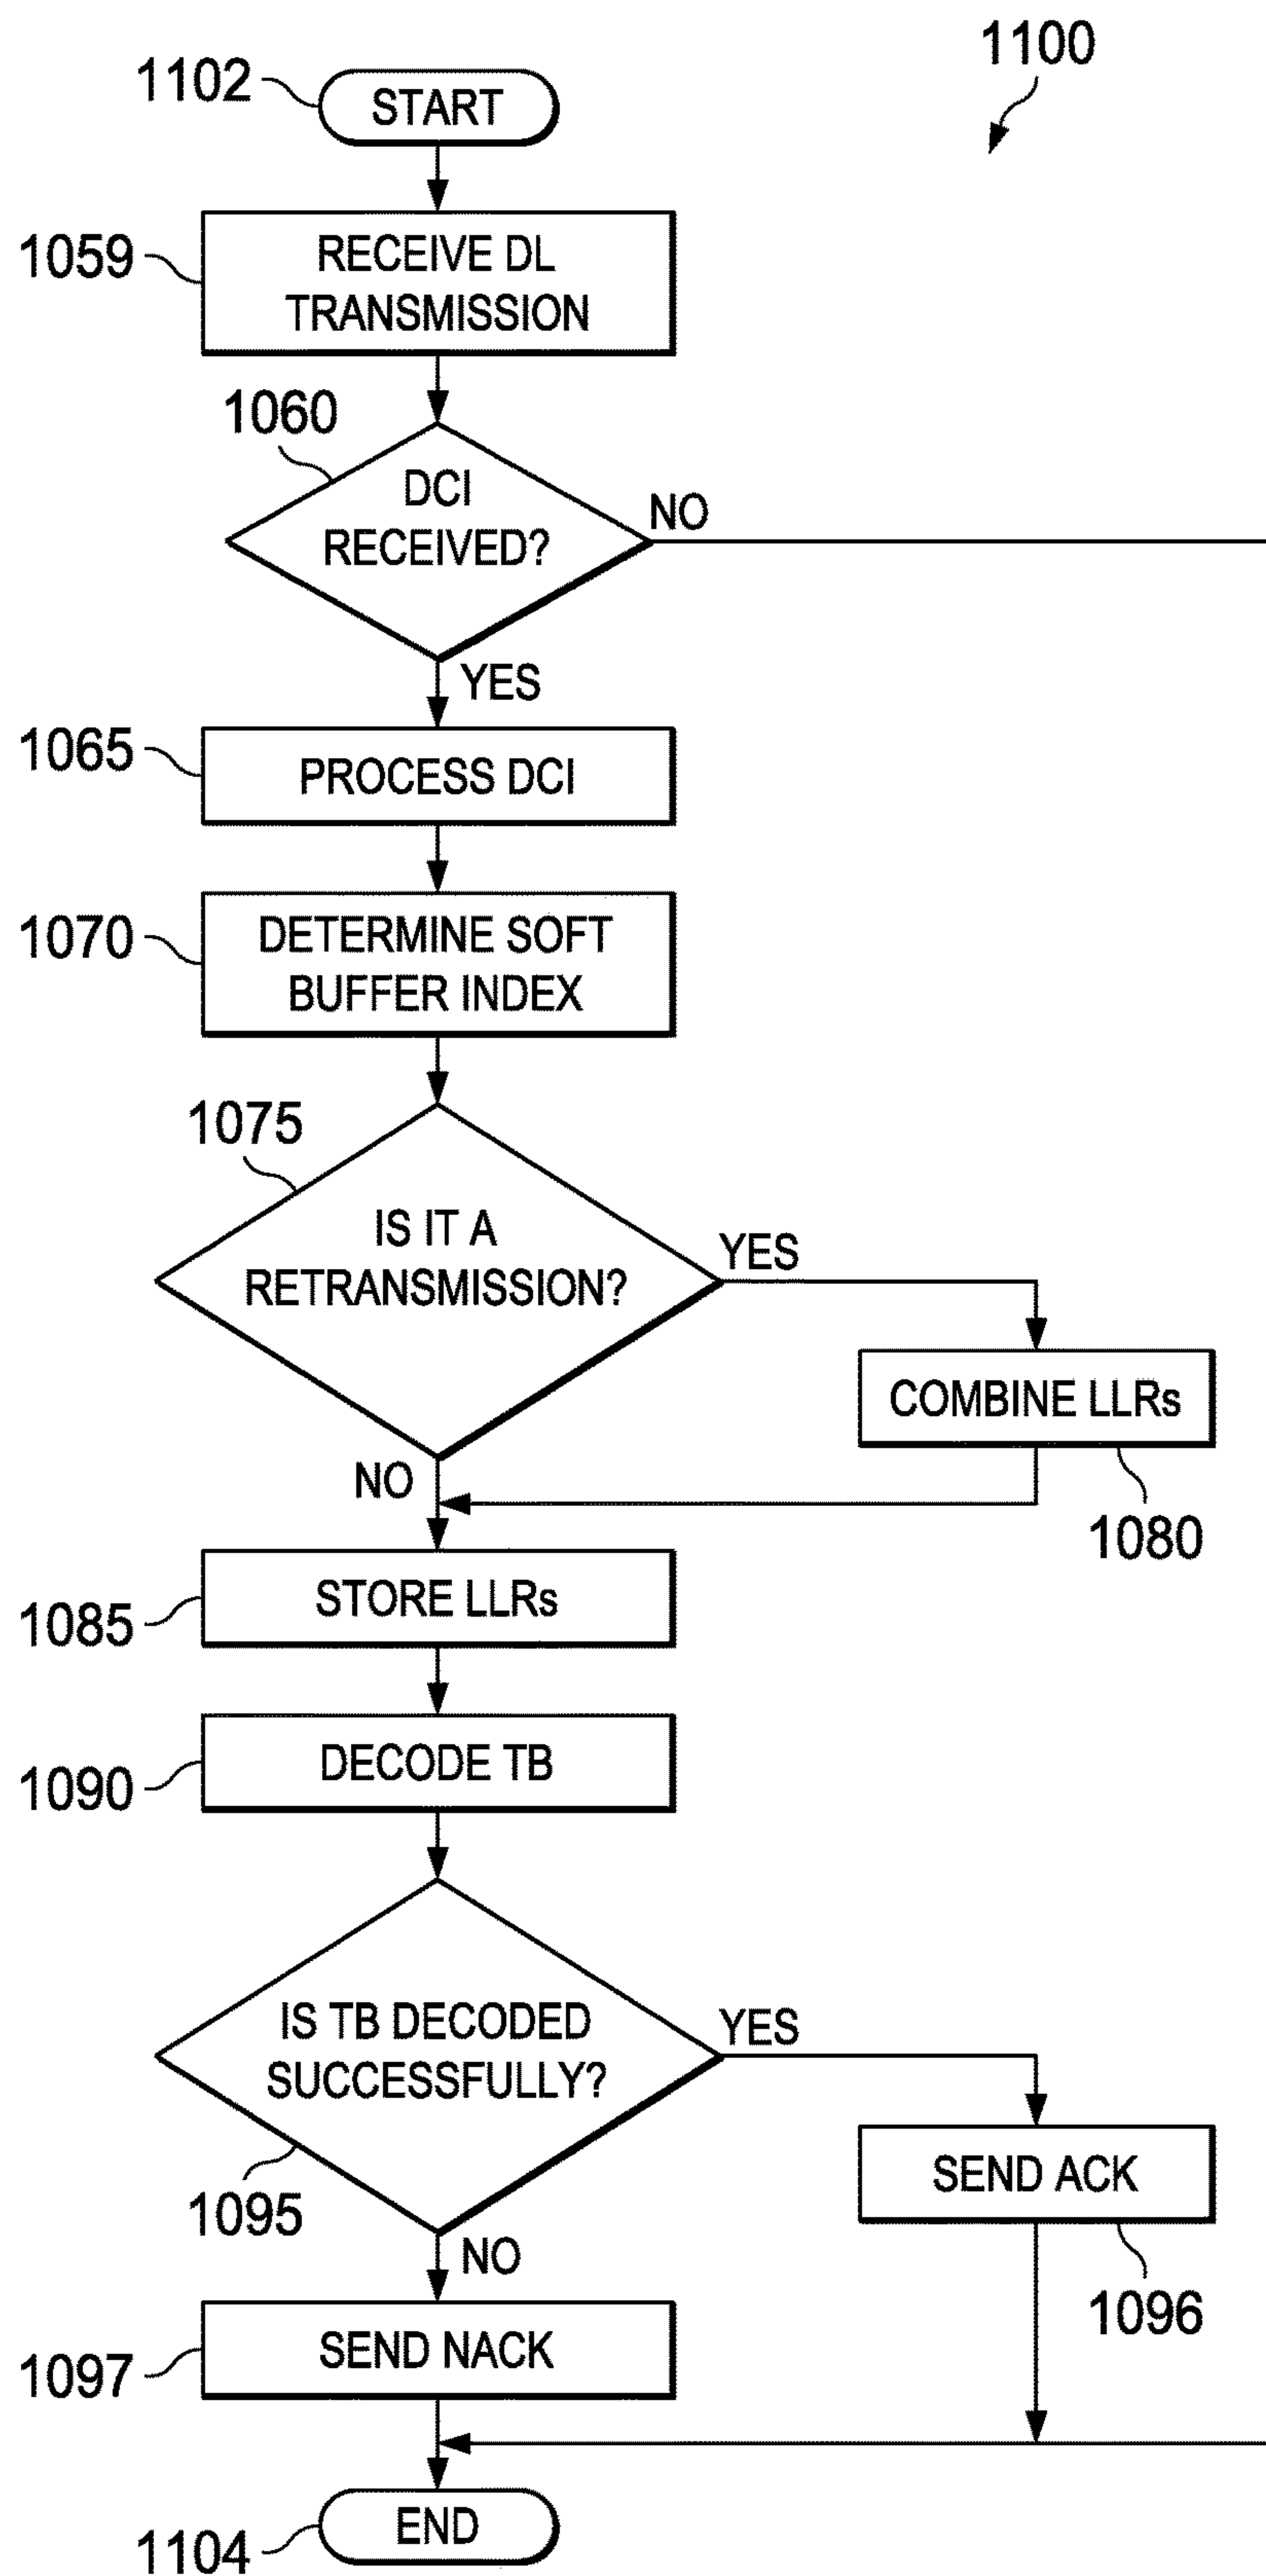 1100
1102
START
1059
RECEIVE DL
TRANSMISSION
1060
DCI
RECEIVED?
NO
YES
1065
PROCESS DCI
1070
DETERMINE SOFT
BUFFER INDEX
1075
IS IT A
RETRANSMISSION?
YES
COMBINE LLRs
1080
NO
1085
STORE LLRs
1090
DECODE TB
IS TB DECODED
SUCCESSFULLY?
YES
1095
SEND ACK
1096
NO
1097
SEND NACK
1104
END